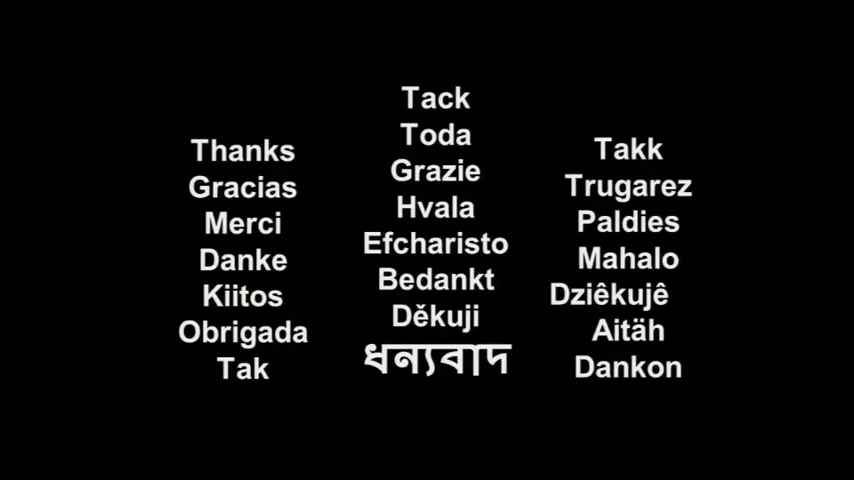 Thanks
Gracias
Merci
Danke
Kiitos
Obrigada
Tak
Tack
Toda
Grazie
Hvala
Efcharisto
Bedankt
Děkuji
ধন্যবাদ
Takk
Trugarez
Paldies
Mahalo
Dziêkujê
Aitäh
Dankon